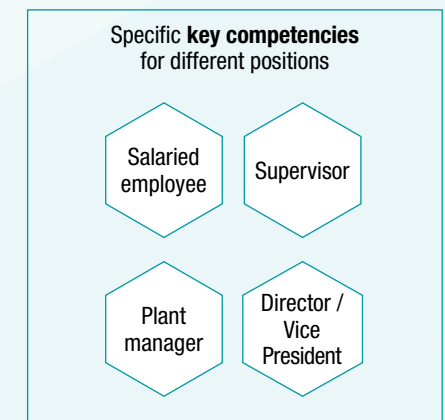 Specific key competencies
for different positions
Salaried
employee
Supervisor
Plant
manager
Director /
Vice
President